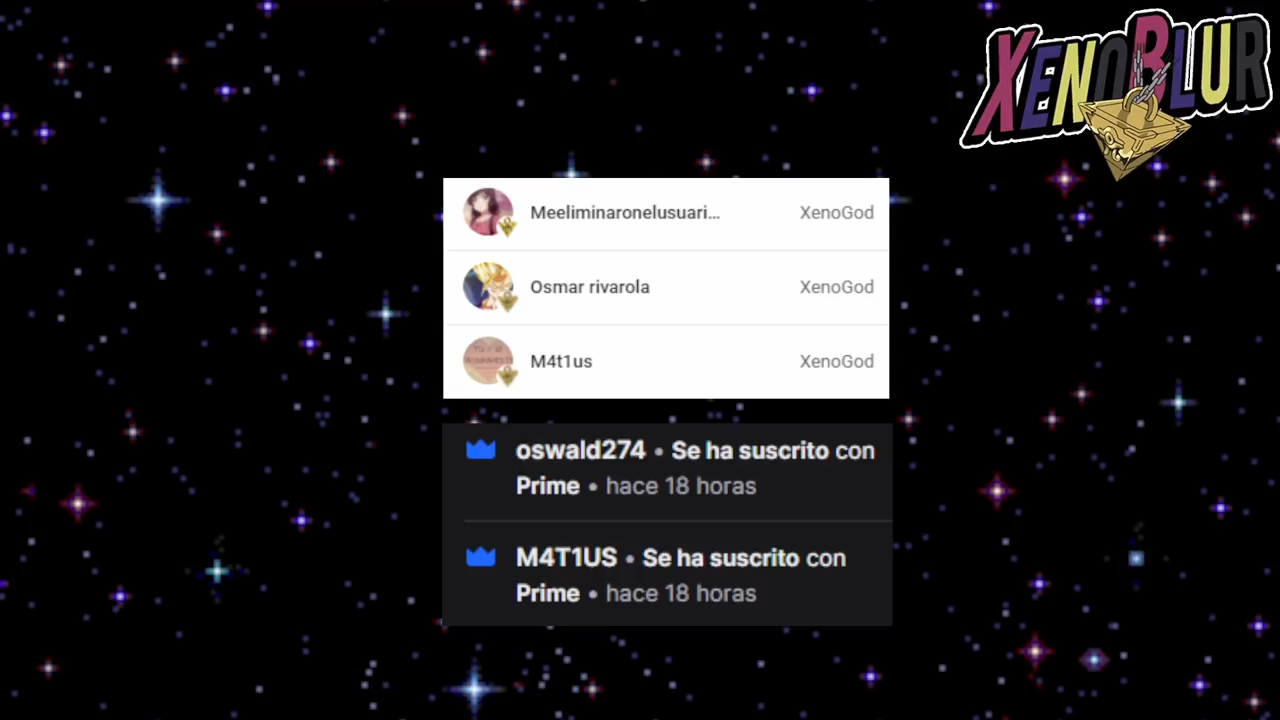 XENOBLUR
Meeliminaronelusuari... XenoGod
Osmar rivarola XenoGod
M4t1us XenoGod
oswald274 • Se ha suscrito con
Prime • hace 18 horas
M4T1US • Se ha suscrito con
Prime • hace 18 horas